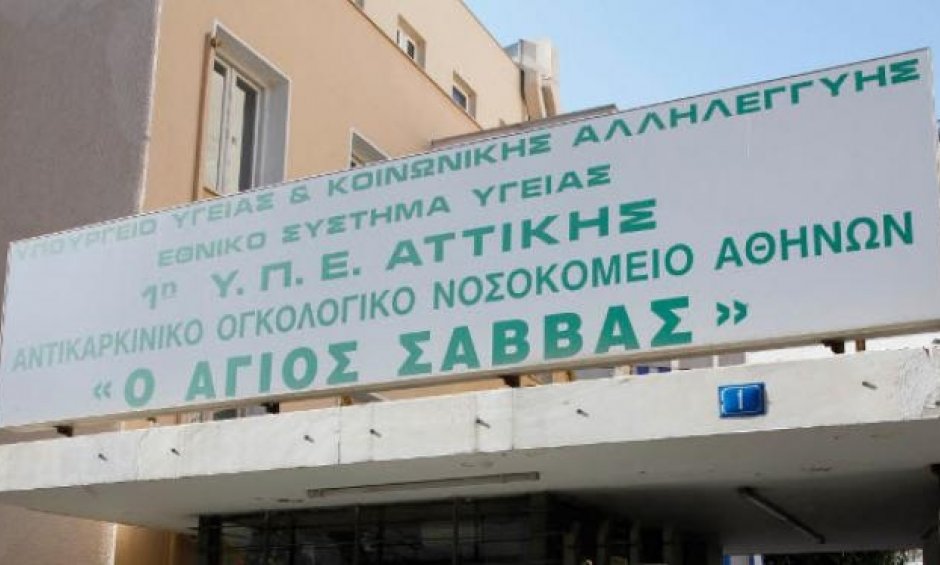 ΥΠΟΥΡΓΕΙΟ ΥΓΕΙΑΣ & ΚΟΙΝΩΝΙΚΗΣ ΑΛΛΗΛΕΓΓΥΗΣ
ΕΘΝΙΚΟ ΣΥΣΤΗΜΑ ΥΓΕΙΑΣ
1η Υ.Π.Ε. ΑΤΤΙΚΗΣ
ΑΝΤΙΚΑΡΚΙΝΙΚΟ ΟΓΚΟΛΟΓΙΚΟ ΝΟΣΟΚΟΜΕΙΟ ΑΘΗΝΩΝ
«Ο ΑΓΙΟΣ ΣΑΒΒΑΣ»
1